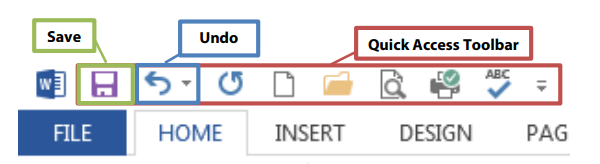 Save
Undo
Quick Access Toolbar
W
ABC
FILE HOME INSERT DESIGN PAG